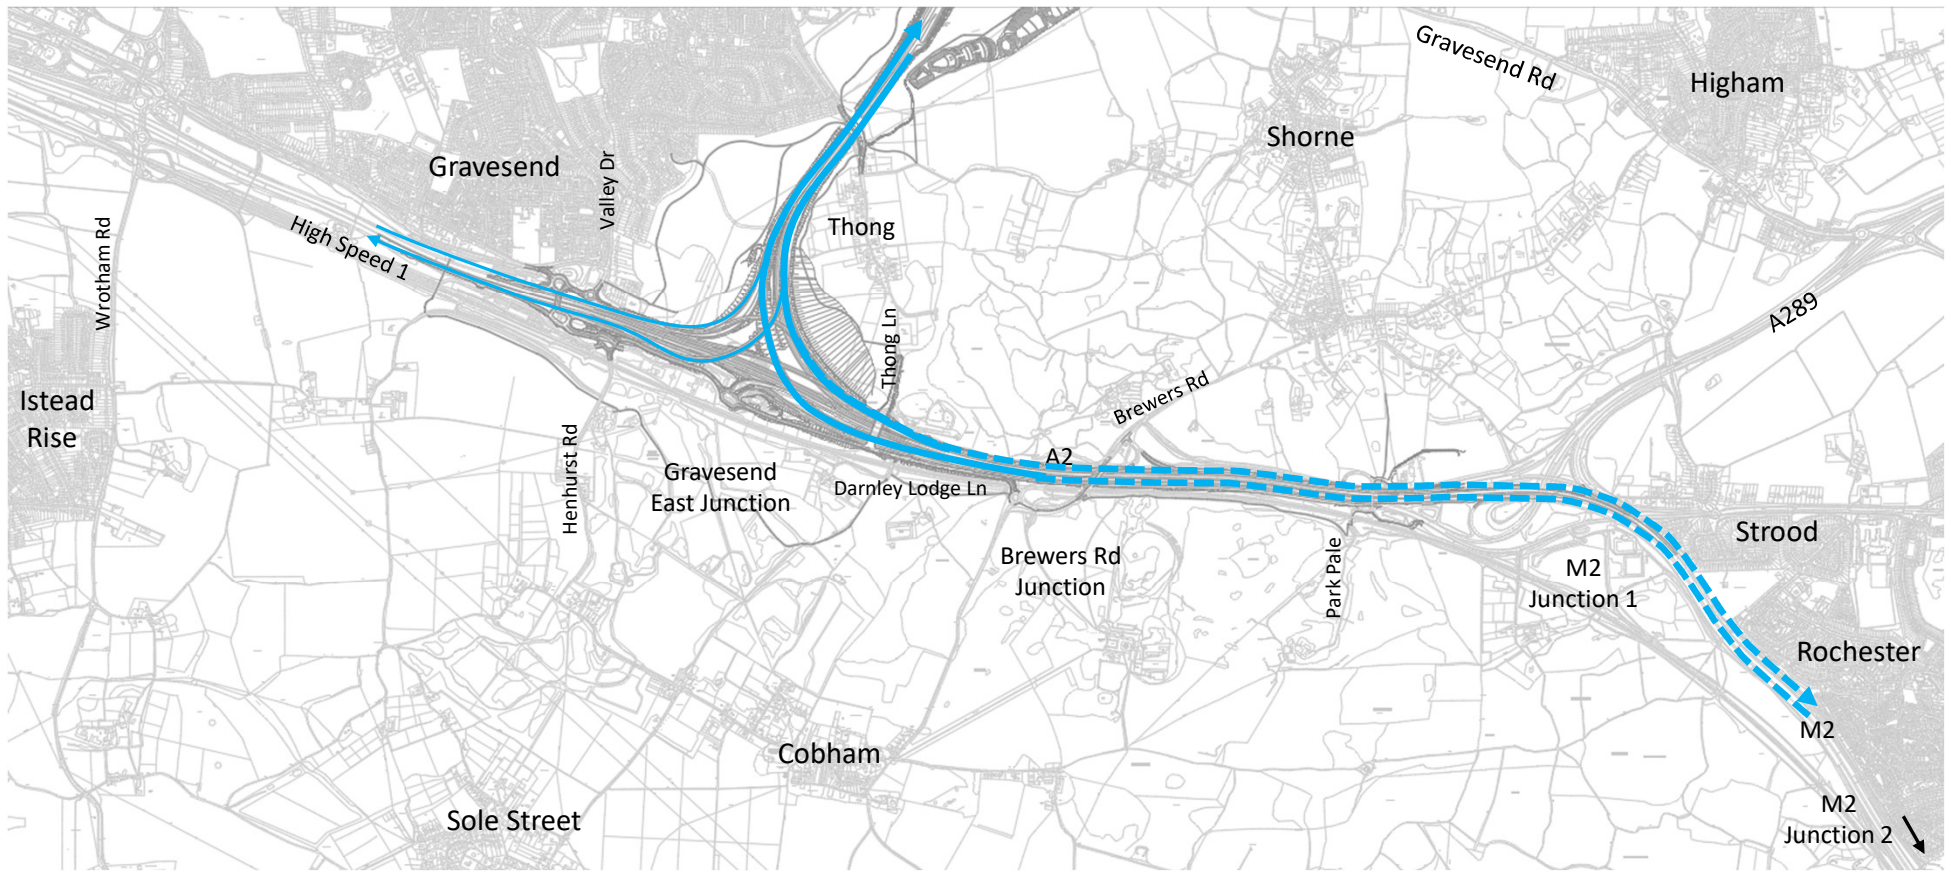 Gravesend Rd
Higham
Shorne
Gravesend
Valley Dr
Thong
Wrotham Rd
High Speed 1
A289
Thong Ln
Istead
Rise
Brewers Rd
Henhurst Rd
A2
Gravesend
East Junction
Darnley Lodge Ln
Strood
Brewers Rd
Junction
Park Pale
M2
Junction 1
Rochester
M2
Cobham
Sole Street
M2
Junction 2